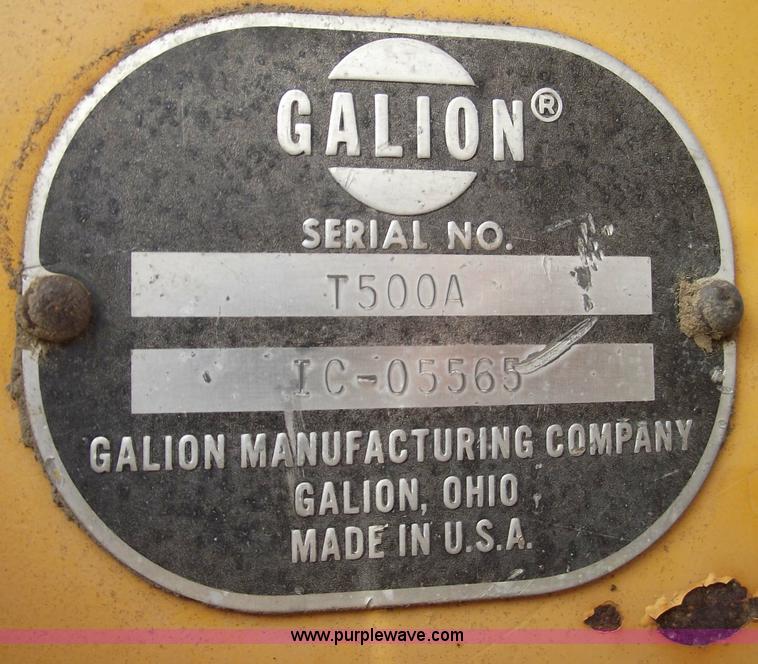 GALION®
SERIAL NO.
T500A
IC-05565
GALION MANUFACTURING COMPANY
GALION, OHIO
MADE IN U.S.A.
www.purplewave.com